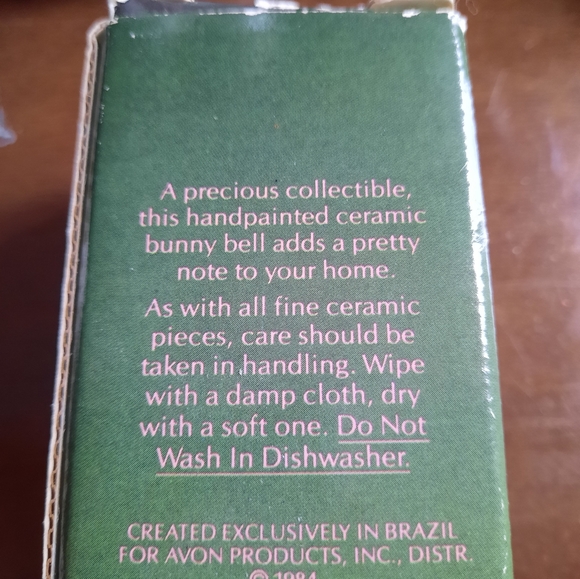 A precious collectible,
this handpainted ceramic
bunny bell adds a pretty
note to your home.
As with all fine ceramic
pieces, care should be
taken in handling. Wipe
with a damp cloth, dry
with a soft one. Do Not
Wash In Dishwasher.
CREATED EXCLUSIVELY IN BRAZIL
FOR AVON PRODUCTS, INC., DISTR.
© 1984